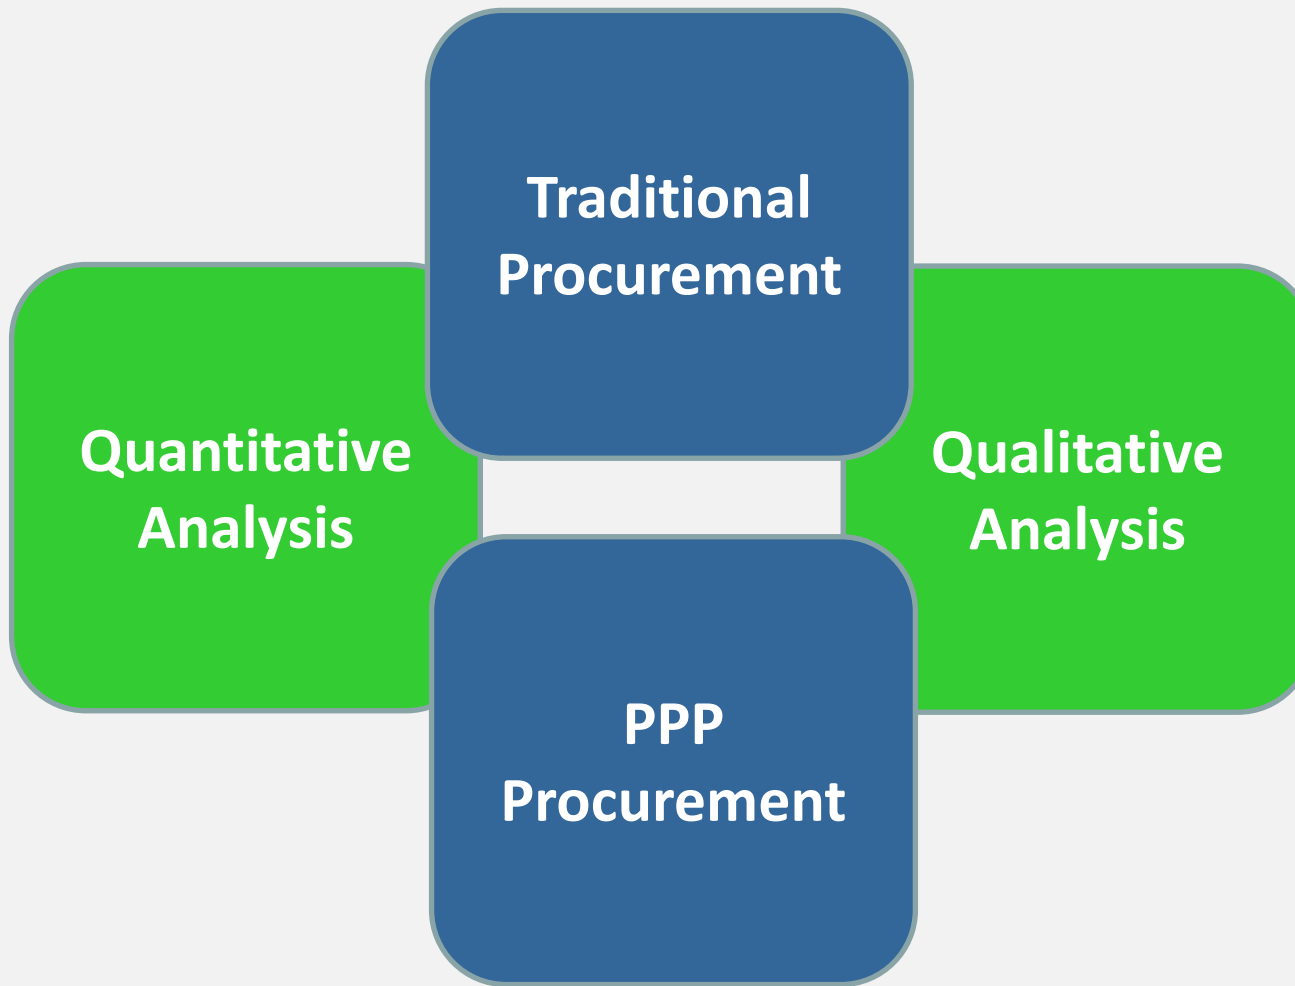 Traditional
Procurement
Quantitative
Analysis
Qualitative
Analysis
PPP
Procurement